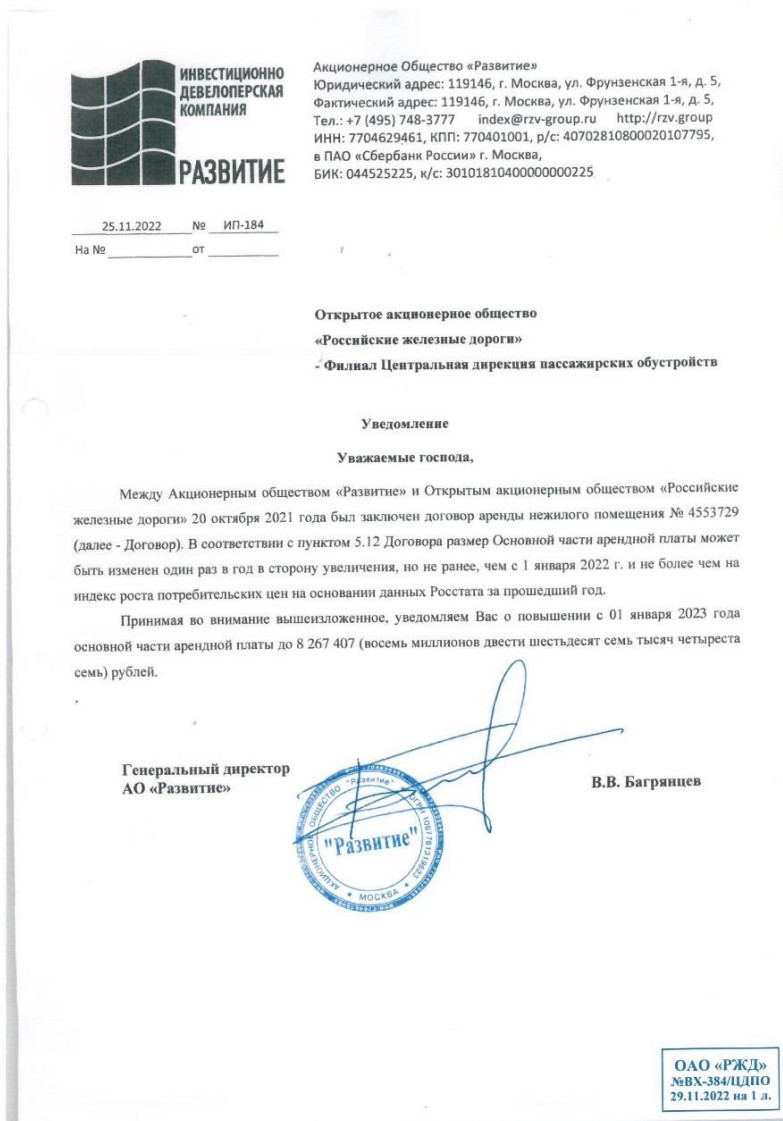 ИНВЕСТИЦИОННО
ДЕВЕЛОПЕРСКАЯ
КОМПАНИЯ
РАЗВИТИЕ
Акционерное Общество «Развитие»
Юридический адрес: 119146, г. Москва, ул. Фрунзенская 1-я, д. 5,
Фактический адрес: 119146, г. Москва, ул. Фрунзенская 1-я, д. 5,
Тел.: +7 (495) 748-3777 index@rzv-group.ru http://rzv.group
ИНН: 7704629461, КПП: 770401001, р/с: 40702810800020107795,
в ПАО «Сбербанк России» г. Москва,
БИК: 044525225, к/с: 30101810400000000225
25.11.2022 № ИП-184
На № от
Открытое акционерное общество
«Российские железные дороги»
- Филиал Центральная дирекция пассажирских обустройств
Уведомление
Уважаемые господа,
Между Акционерным обществом «Развитие» и Открытым акционерным обществом «Российские
железные дороги» 20 октября 2021 года был заключен договор аренды нежилого помещения № 4553729
(далее - Договор). В соответствии с пунктом 5.12 Договора размер Основной части арендной платы может
быть изменен один раз в год в сторону увеличения, но не ранее, чем с 1 января 2022 г. и не более чем на
индекс роста потребительских цен на основании данных Росстата за прошедший год.
Принимая во внимание вышеизложенное, уведомляем Вас о повышении с 01 января 2023 года
основной части арендной платы до 8 267 407 (восемь миллионов двести шестьдесят семь тысяч четыреста
семь) рублей.
Генеральный директор
АО «Развитие»
В.В. Багрянцев
АКЦИОНЕРНОЕ ОБЩЕСТВО "Развитие"
"Развитие"
МОСКВА
ОАО «РЖД»
№ВХ-384/ЦДПО
29.11.2022 на 1 л.